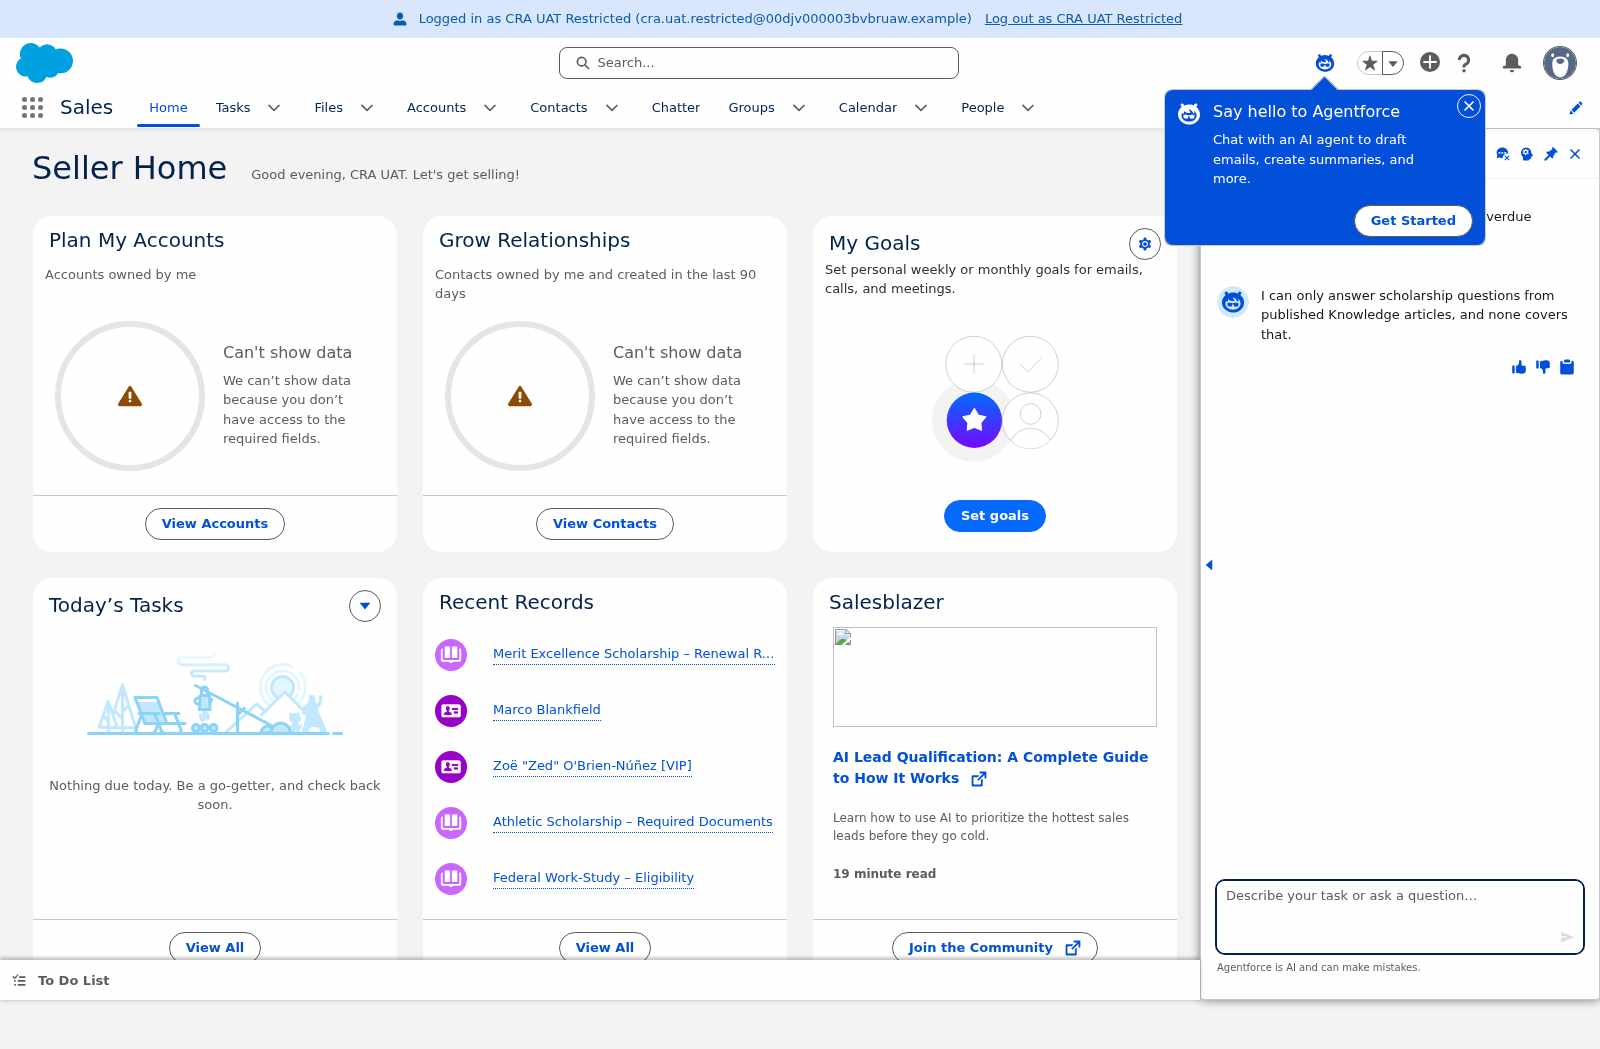 Logged in as CRA UAT Restricted (cra.uat.restricted@00djv000003bvbruaw.example) Log out as CRA UAT Restricted
Search...
Sales Home Tasks Files Accounts Contacts Chatter Groups Calendar People
Say hello to Agentforce
Chat with an AI agent to draft
emails, create summaries, and
more.
Get Started
Seller Home Good evening, CRA UAT. Let's get selling!
Plan My Accounts
Accounts owned by me
Can't show data
We can’t show data
because you don’t
have access to the
required fields.
View Accounts
Grow Relationships
Contacts owned by me and created in the last 90
days
Can't show data
We can’t show data
because you don’t
have access to the
required fields.
View Contacts
My Goals
Set personal weekly or monthly goals for emails,
calls, and meetings.
Set goals
Today’s Tasks
Nothing due today. Be a go-getter, and check back
soon.
View All
Recent Records
Merit Excellence Scholarship – Renewal R...
Marco Blankfield
Zoë "Zed" O'Brien-Núñez [VIP]
Athletic Scholarship – Required Documents
Federal Work-Study – Eligibility
View All
Salesblazer
AI Lead Qualification: A Complete Guide
to How It Works
Learn how to use AI to prioritize the hottest sales
leads before they go cold.
19 minute read
Join the Community
verdue
I can only answer scholarship questions from
published Knowledge articles, and none covers
that.
Describe your task or ask a question...
Agentforce is AI and can make mistakes.
To Do List